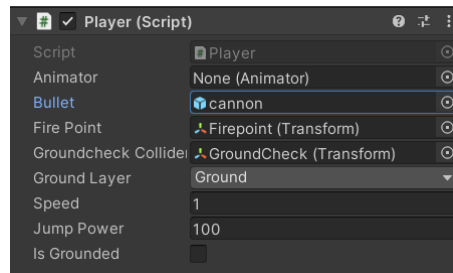 Player (Script)
Script Player
Animator None (Animator)
Bullet cannon
Fire Point Firepoint (Transform)
Groundcheck Collider GroundCheck (Transform)
Ground Layer Ground
Speed 1
Jump Power 100
Is Grounded